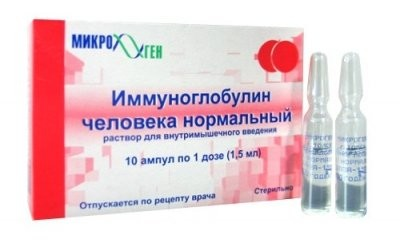 МИКРОГЕН
Иммуноглобулин
человека нормальный
раствор для внутримышечного введения
10 ампул по 1 дозе (1,5 мл)
Отпускается по рецепту врача
Стерильно